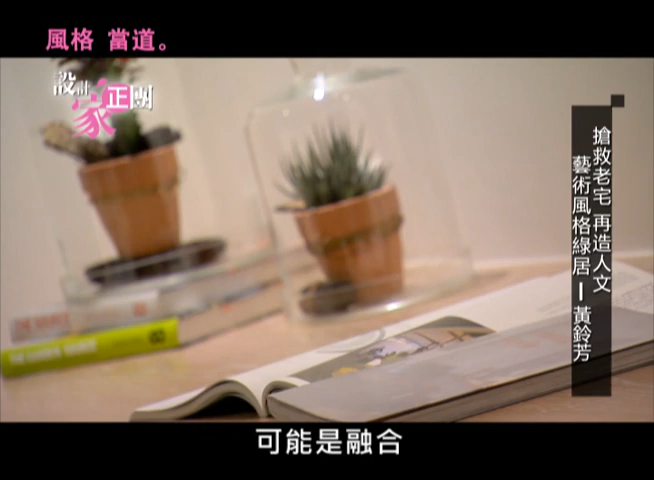 風格 當道。
設計
家
正
團
搶救老宅 再造人文
藝術風格綠居 — 黃鈴芳
可能是融合